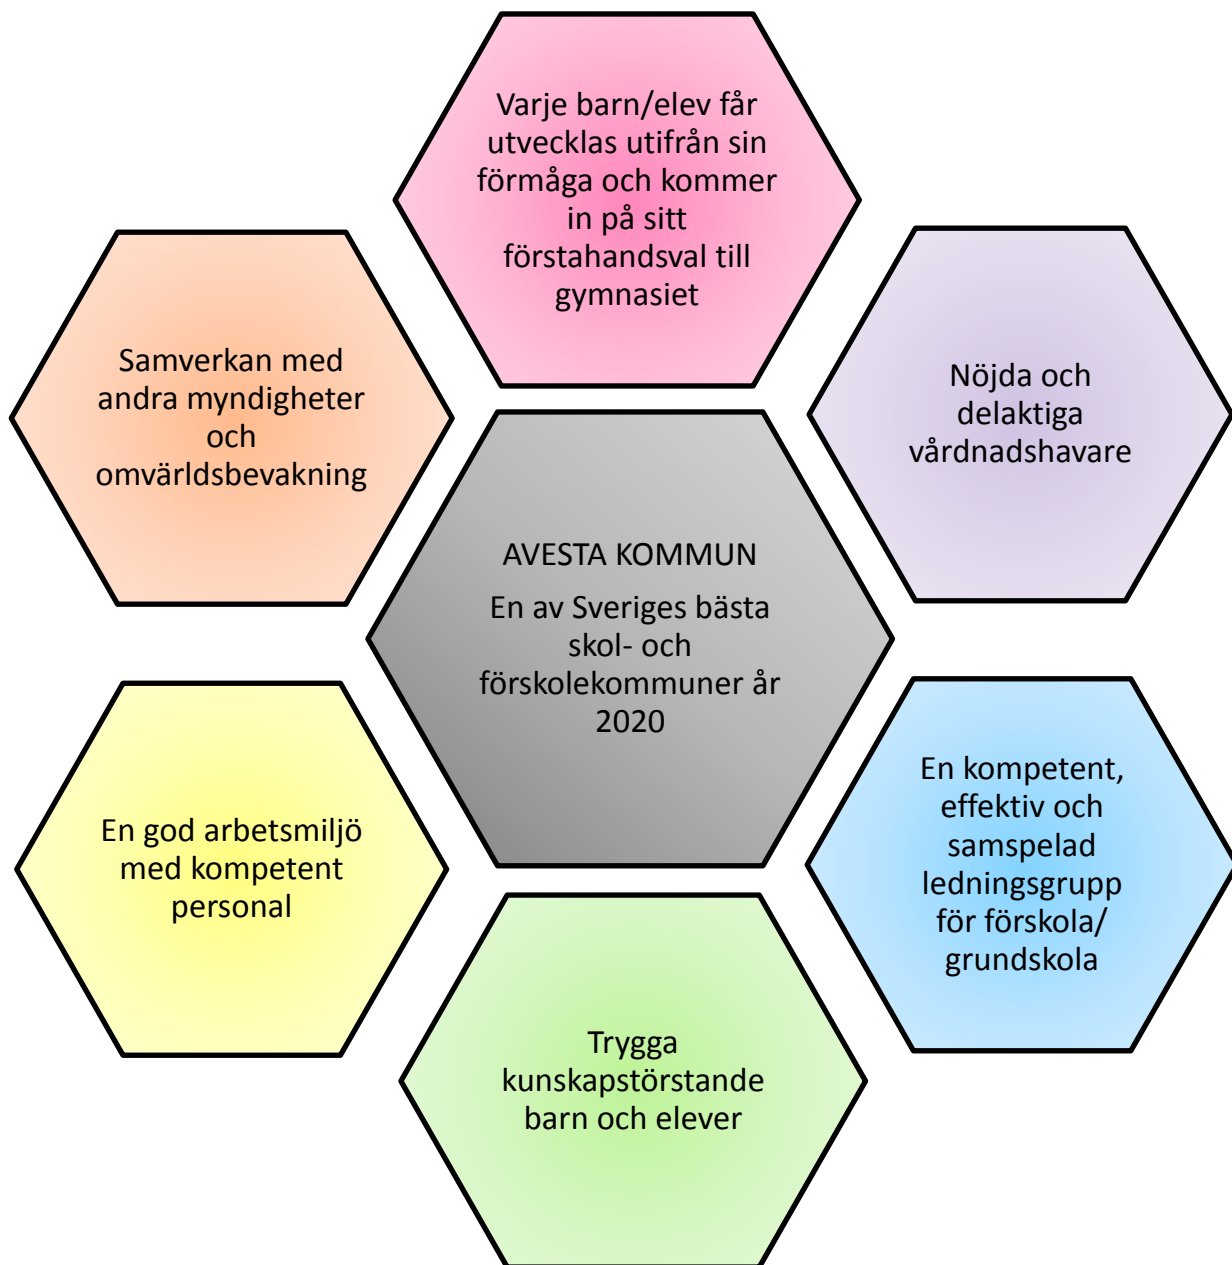 Varje barn/elev får
utvecklas utifrån sin
förmåga och kommer
in på sitt
förstahandsval till
gymnasiet
Samverkan med
andra myndigheter
och
omvärldsbevakning
Nöjda och
delaktiga
vårdnadshavare
AVESTA KOMMUN
En av Sveriges bästa
skol- och
förskolekommuner år
2020
En god arbetsmiljö
med kompetent
personal
En kompetent,
effektiv och
samspelad
ledningsgrupp
för förskola/
grundskola
Trygga
kunskapstörstande
barn och elever